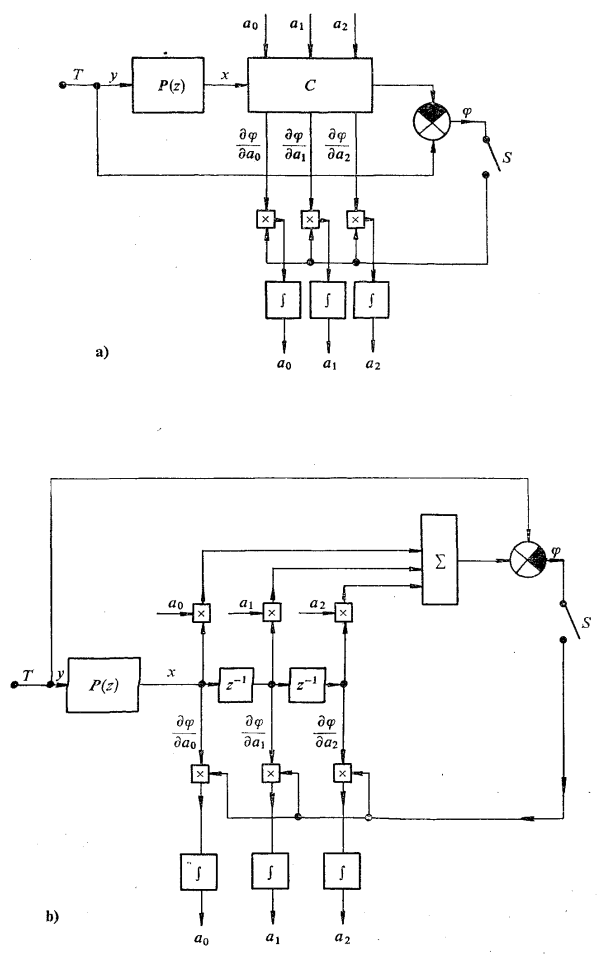 a₀ a₁ a₂
T y P(z) x C φ
∂φ/∂a₀ ∂φ/∂a₁ ∂φ/∂a₂
S
× × ×
∫ ∫ ∫
a₀ a₁ a₂
a)
φ
Σ
a₀ × a₁ × a₂ ×
S
T y P(z) x z⁻¹ z⁻¹
∂φ/∂a₀ ∂φ/∂a₁ ∂φ/∂a₂
× × ×
∫ ∫ ∫
b)
a₀ a₁ a₂